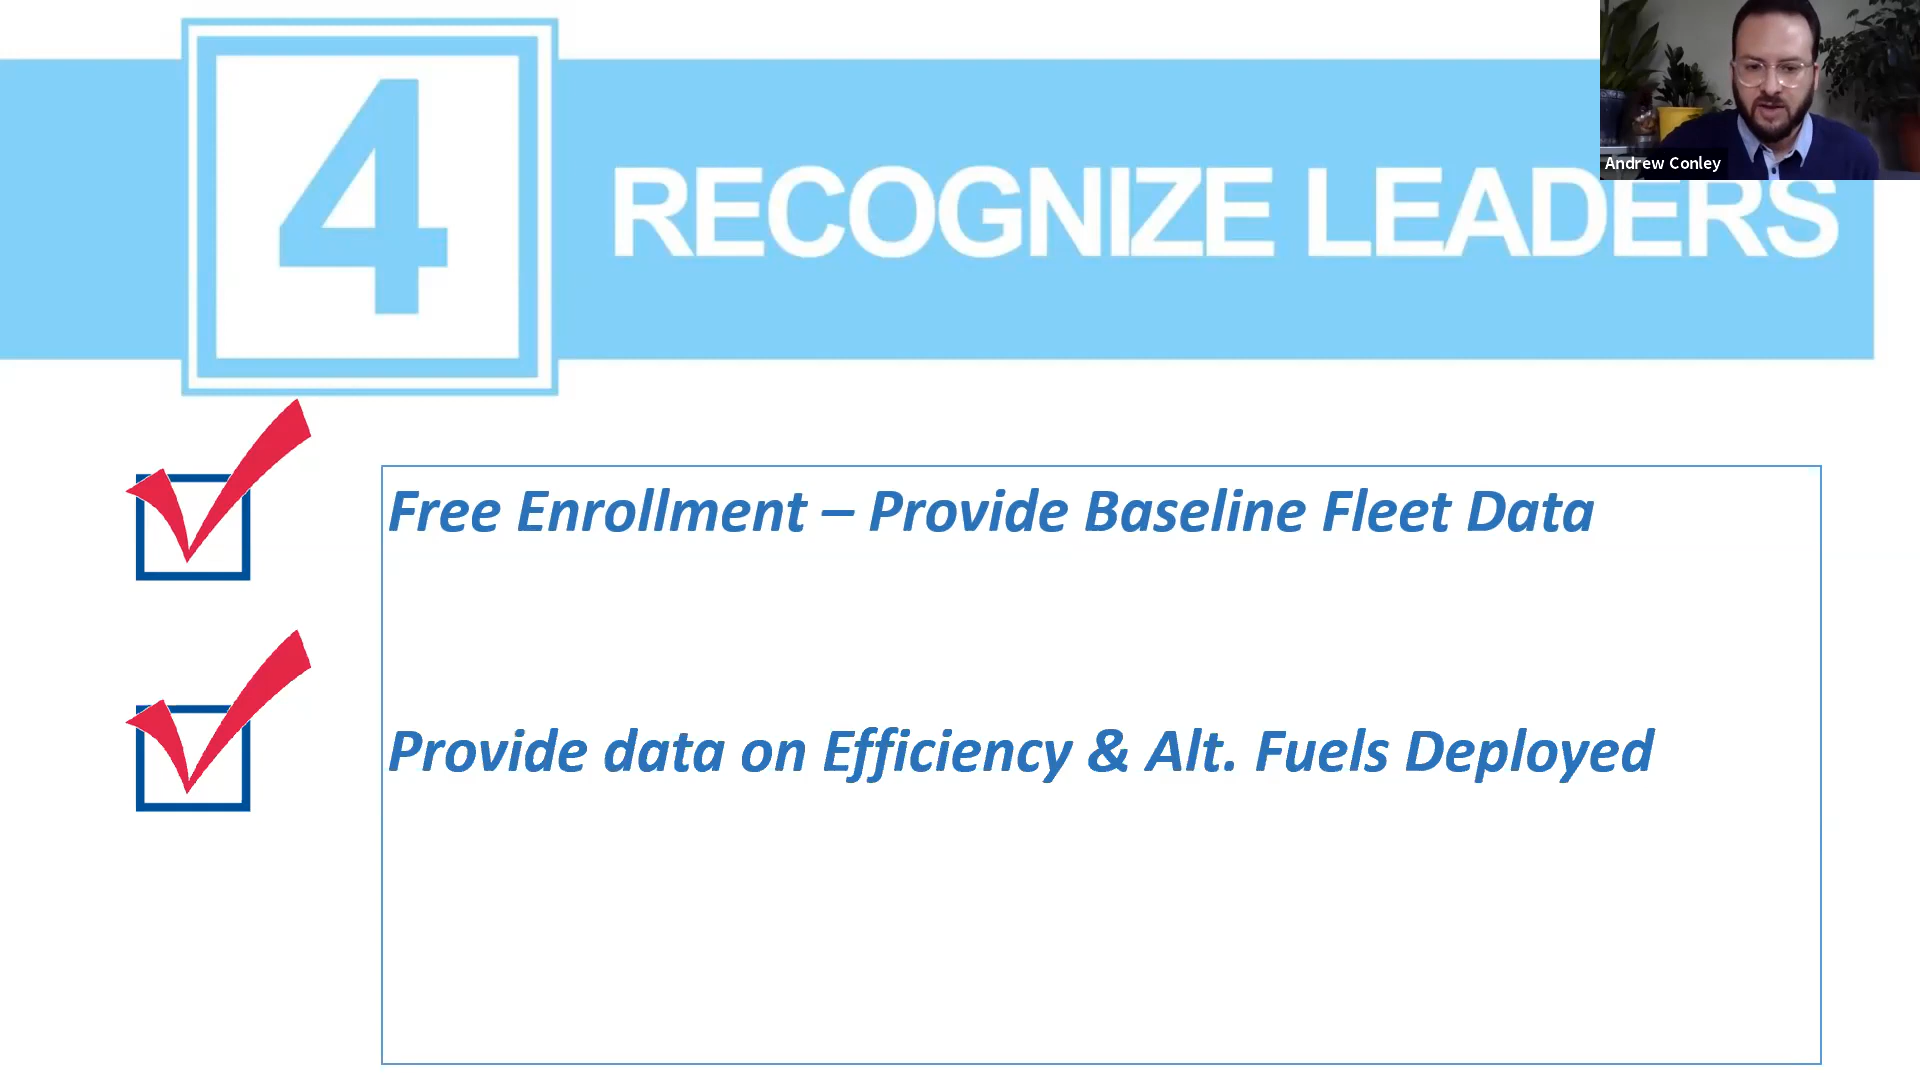 4
RECOGNIZE LEADERS
Andrew Conley
Free Enrollment – Provide Baseline Fleet Data
Provide data on Efficiency & Alt. Fuels Deployed